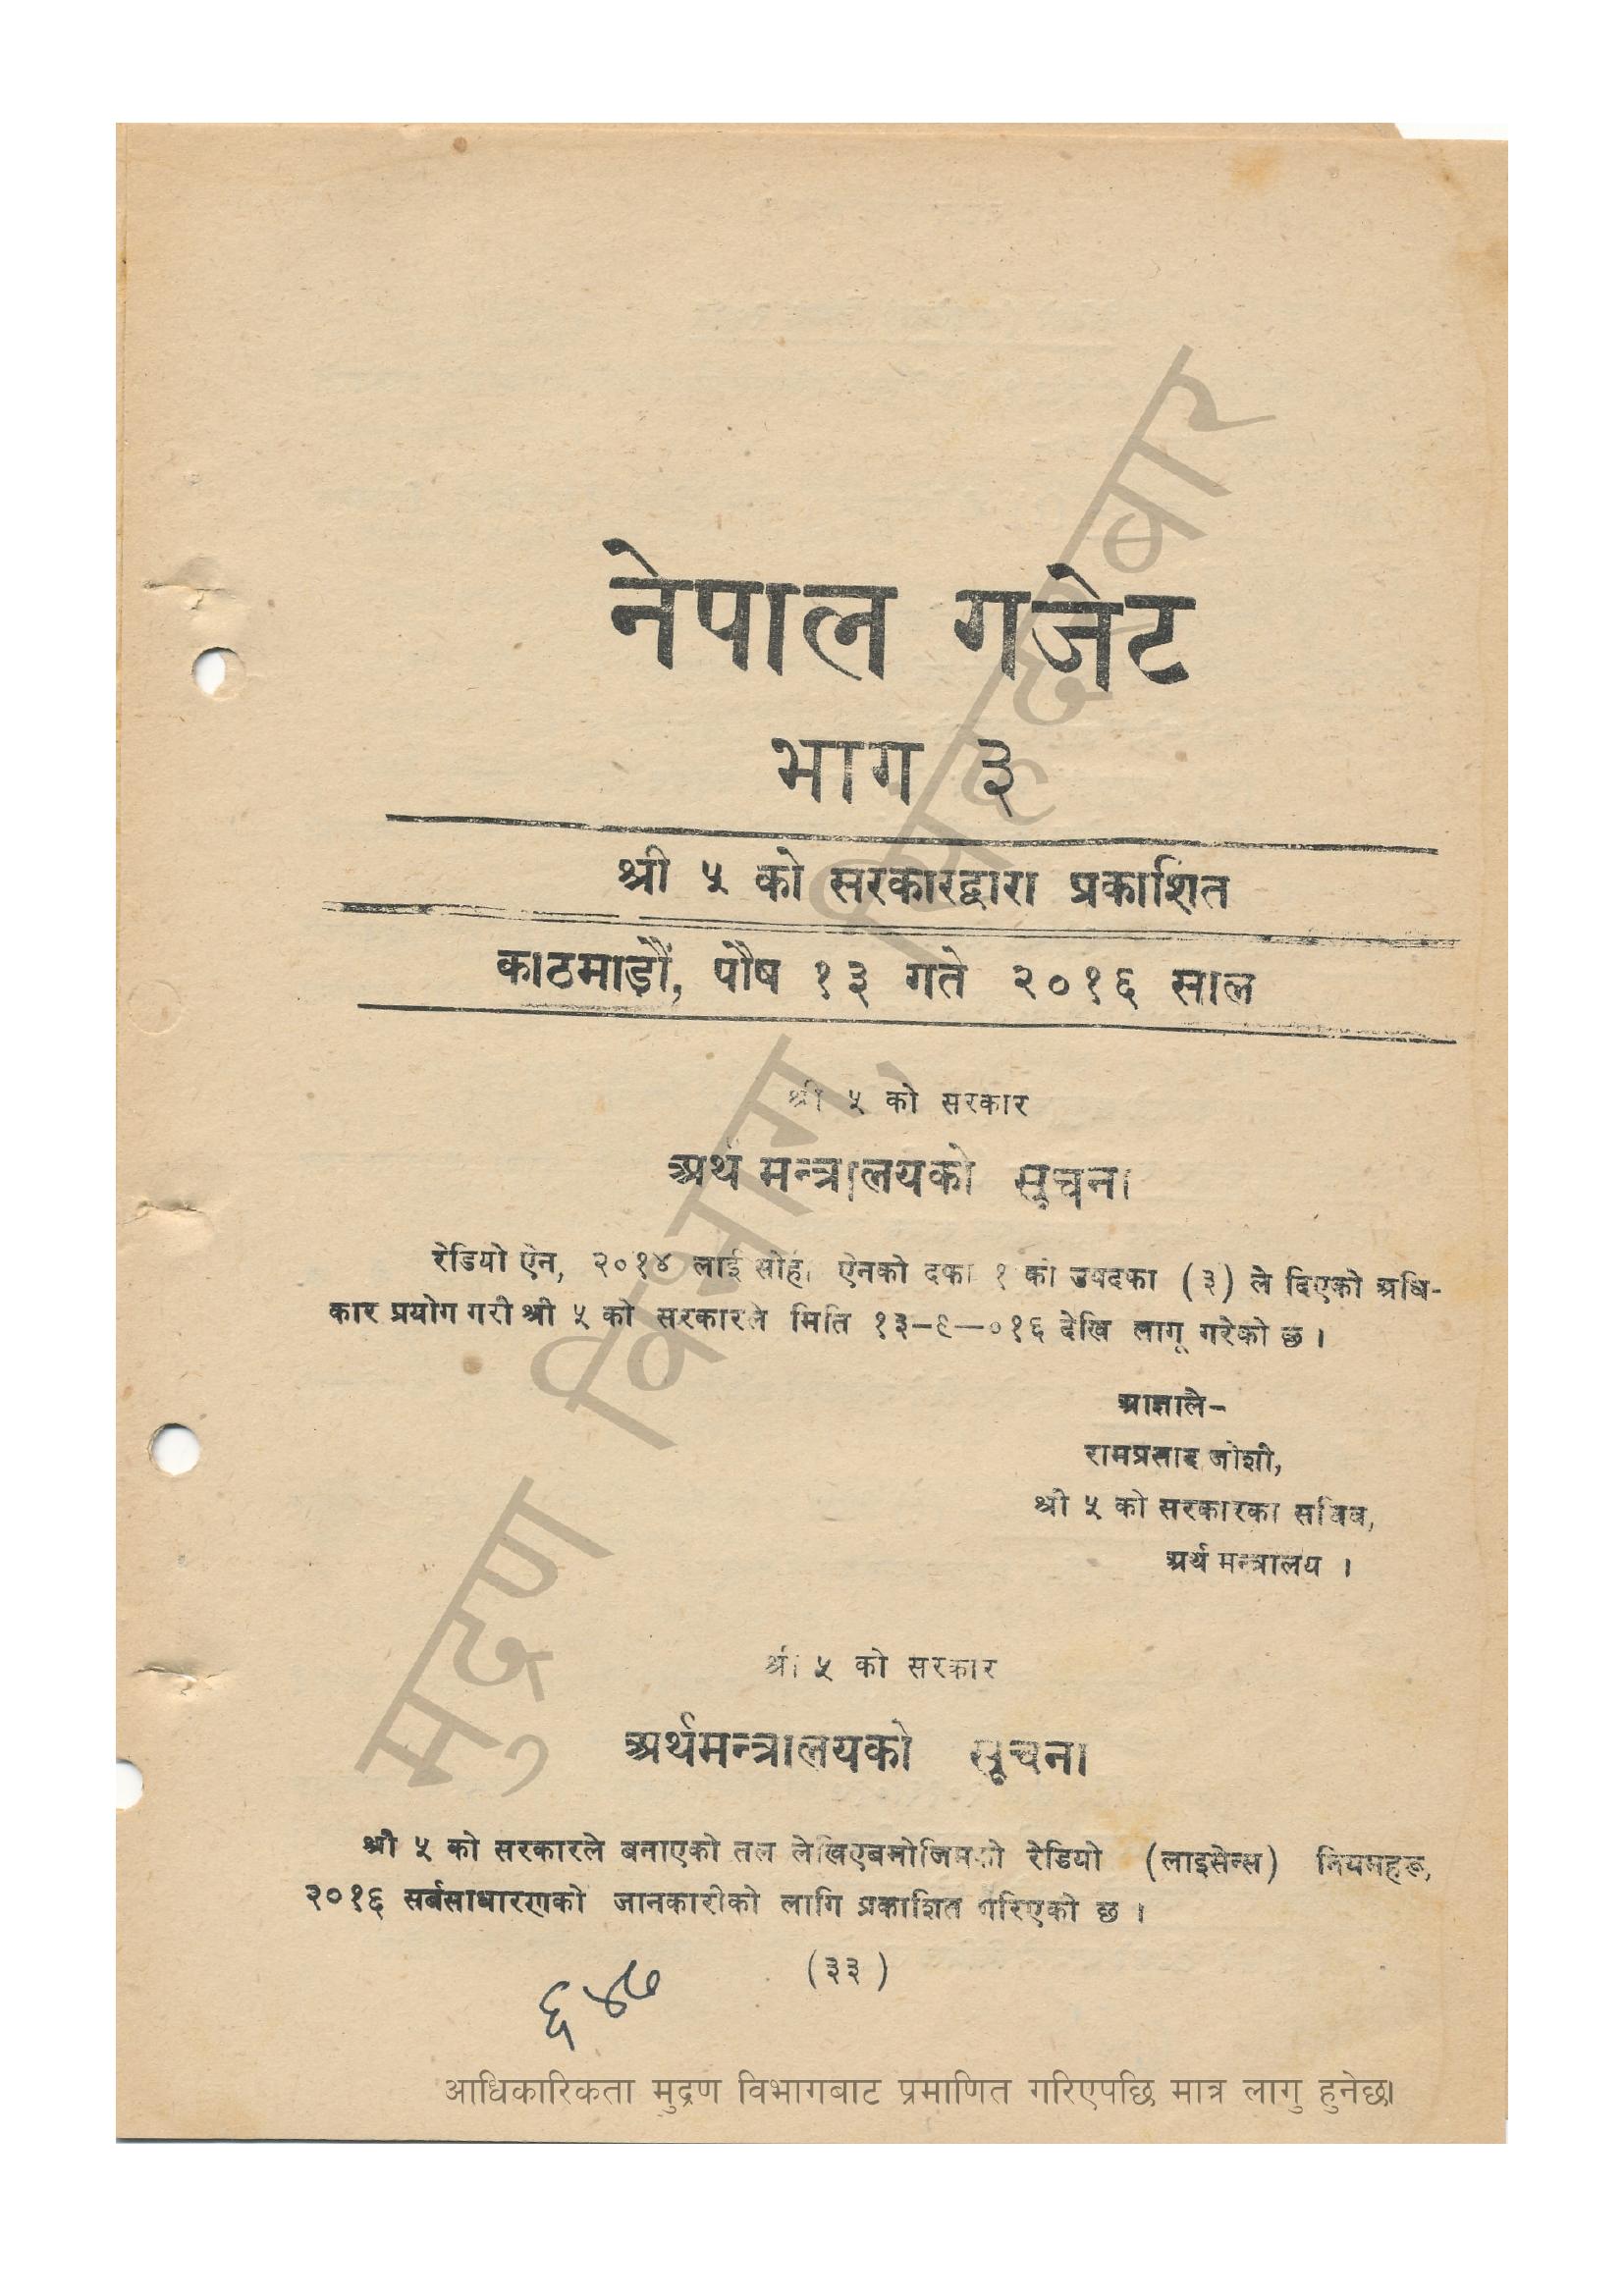 नेपाल गजेट
भाग ३
श्री ५ को सरकारद्वारा प्रकाशित
काठमाडौं, पौष १३ गते २०१६ साल
श्री ५ को सरकार
अर्थ मन्त्रालयको सूचना
रेडियो ऐन, २०१४ लाई सोही ऐनको दफा १ को उपदफा (३) ले दिएको अधि-
कार प्रयोग गरी श्री ५ को सरकारले मिति १३-९-०१६ देखि लागू गरेको छ ।
आज्ञाले-
रामप्रसाद जोशी,
श्री ५ को सरकारका सचिव,
अर्थ मन्त्रालय ।
श्री ५ को सरकार
अर्थमन्त्रालयको सूचना
श्री ५ को सरकारले बनाएको तल लेखिएबमोजिमको रेडियो (लाइसेन्स) नियमहरू,
२०१६ सर्बसाधारणको जानकारीको लागि प्रकाशित गरिएको छ ।
(३३)
६४७
आधिकारिकता मुद्रण विभागबाट प्रमाणित गरिएपछि मात्र लागु हुनेछ।